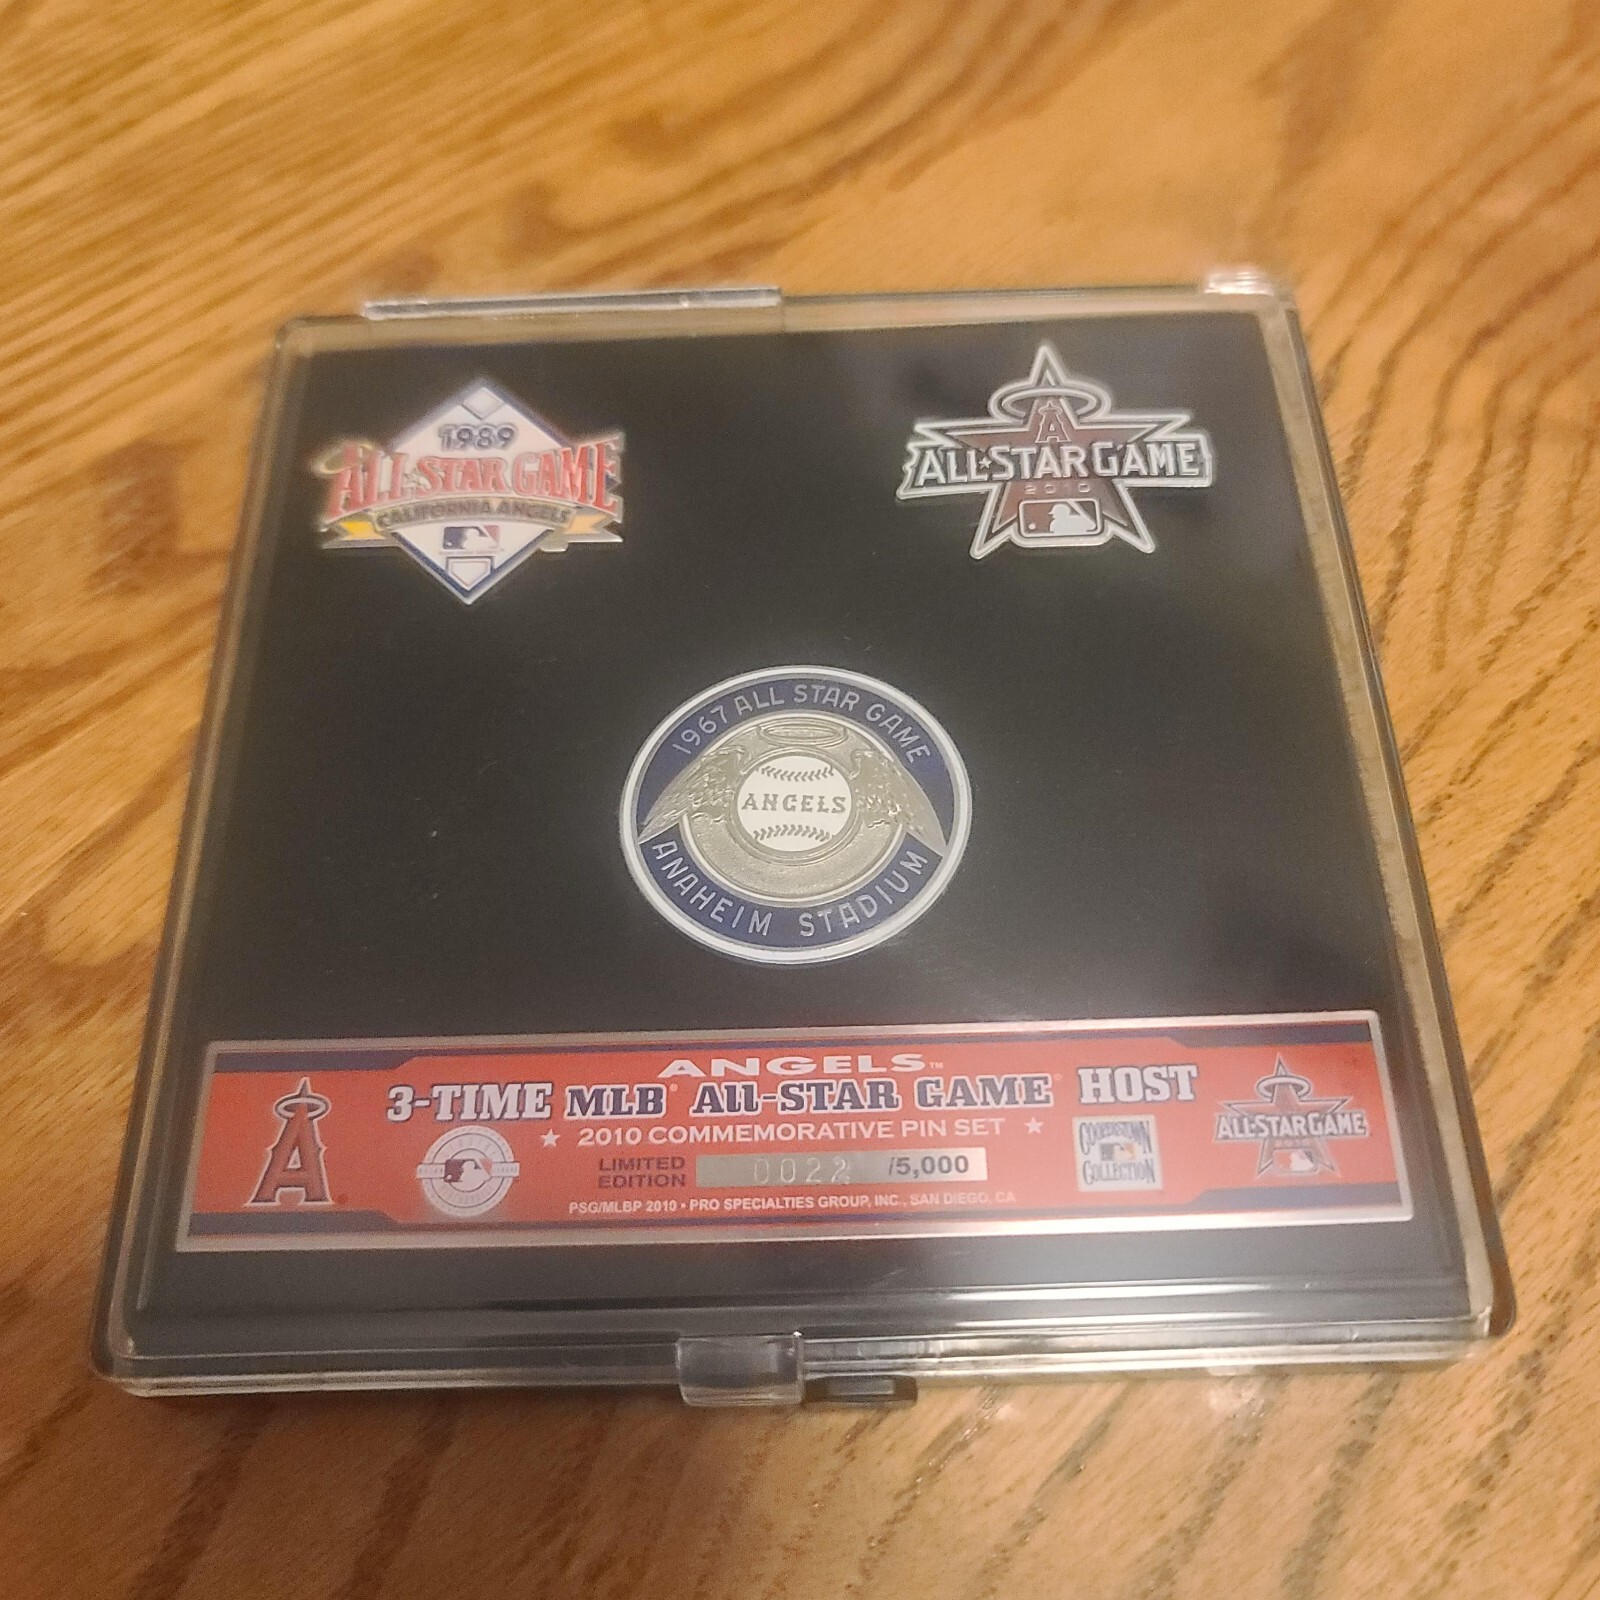 1989
ALL-STAR GAME
CALIFORNIA ANGELS
A
ALL★STAR GAME
2010
1967 ALL STAR GAME
ANGELS
ANAHEIM STADIUM
ANGELS™
3-TIME MLB® All-STAR GAME® HOST
★ 2010 COMMEMORATIVE PIN SET ★
LIMITED
EDITION
0022 /5,000
PSG/MLBP 2010 • PRO SPECIALTIES GROUP, INC., SAN DIEGO, CA
A
COOPERSTOWN
COLLECTION
ALL★STAR GAME
2010